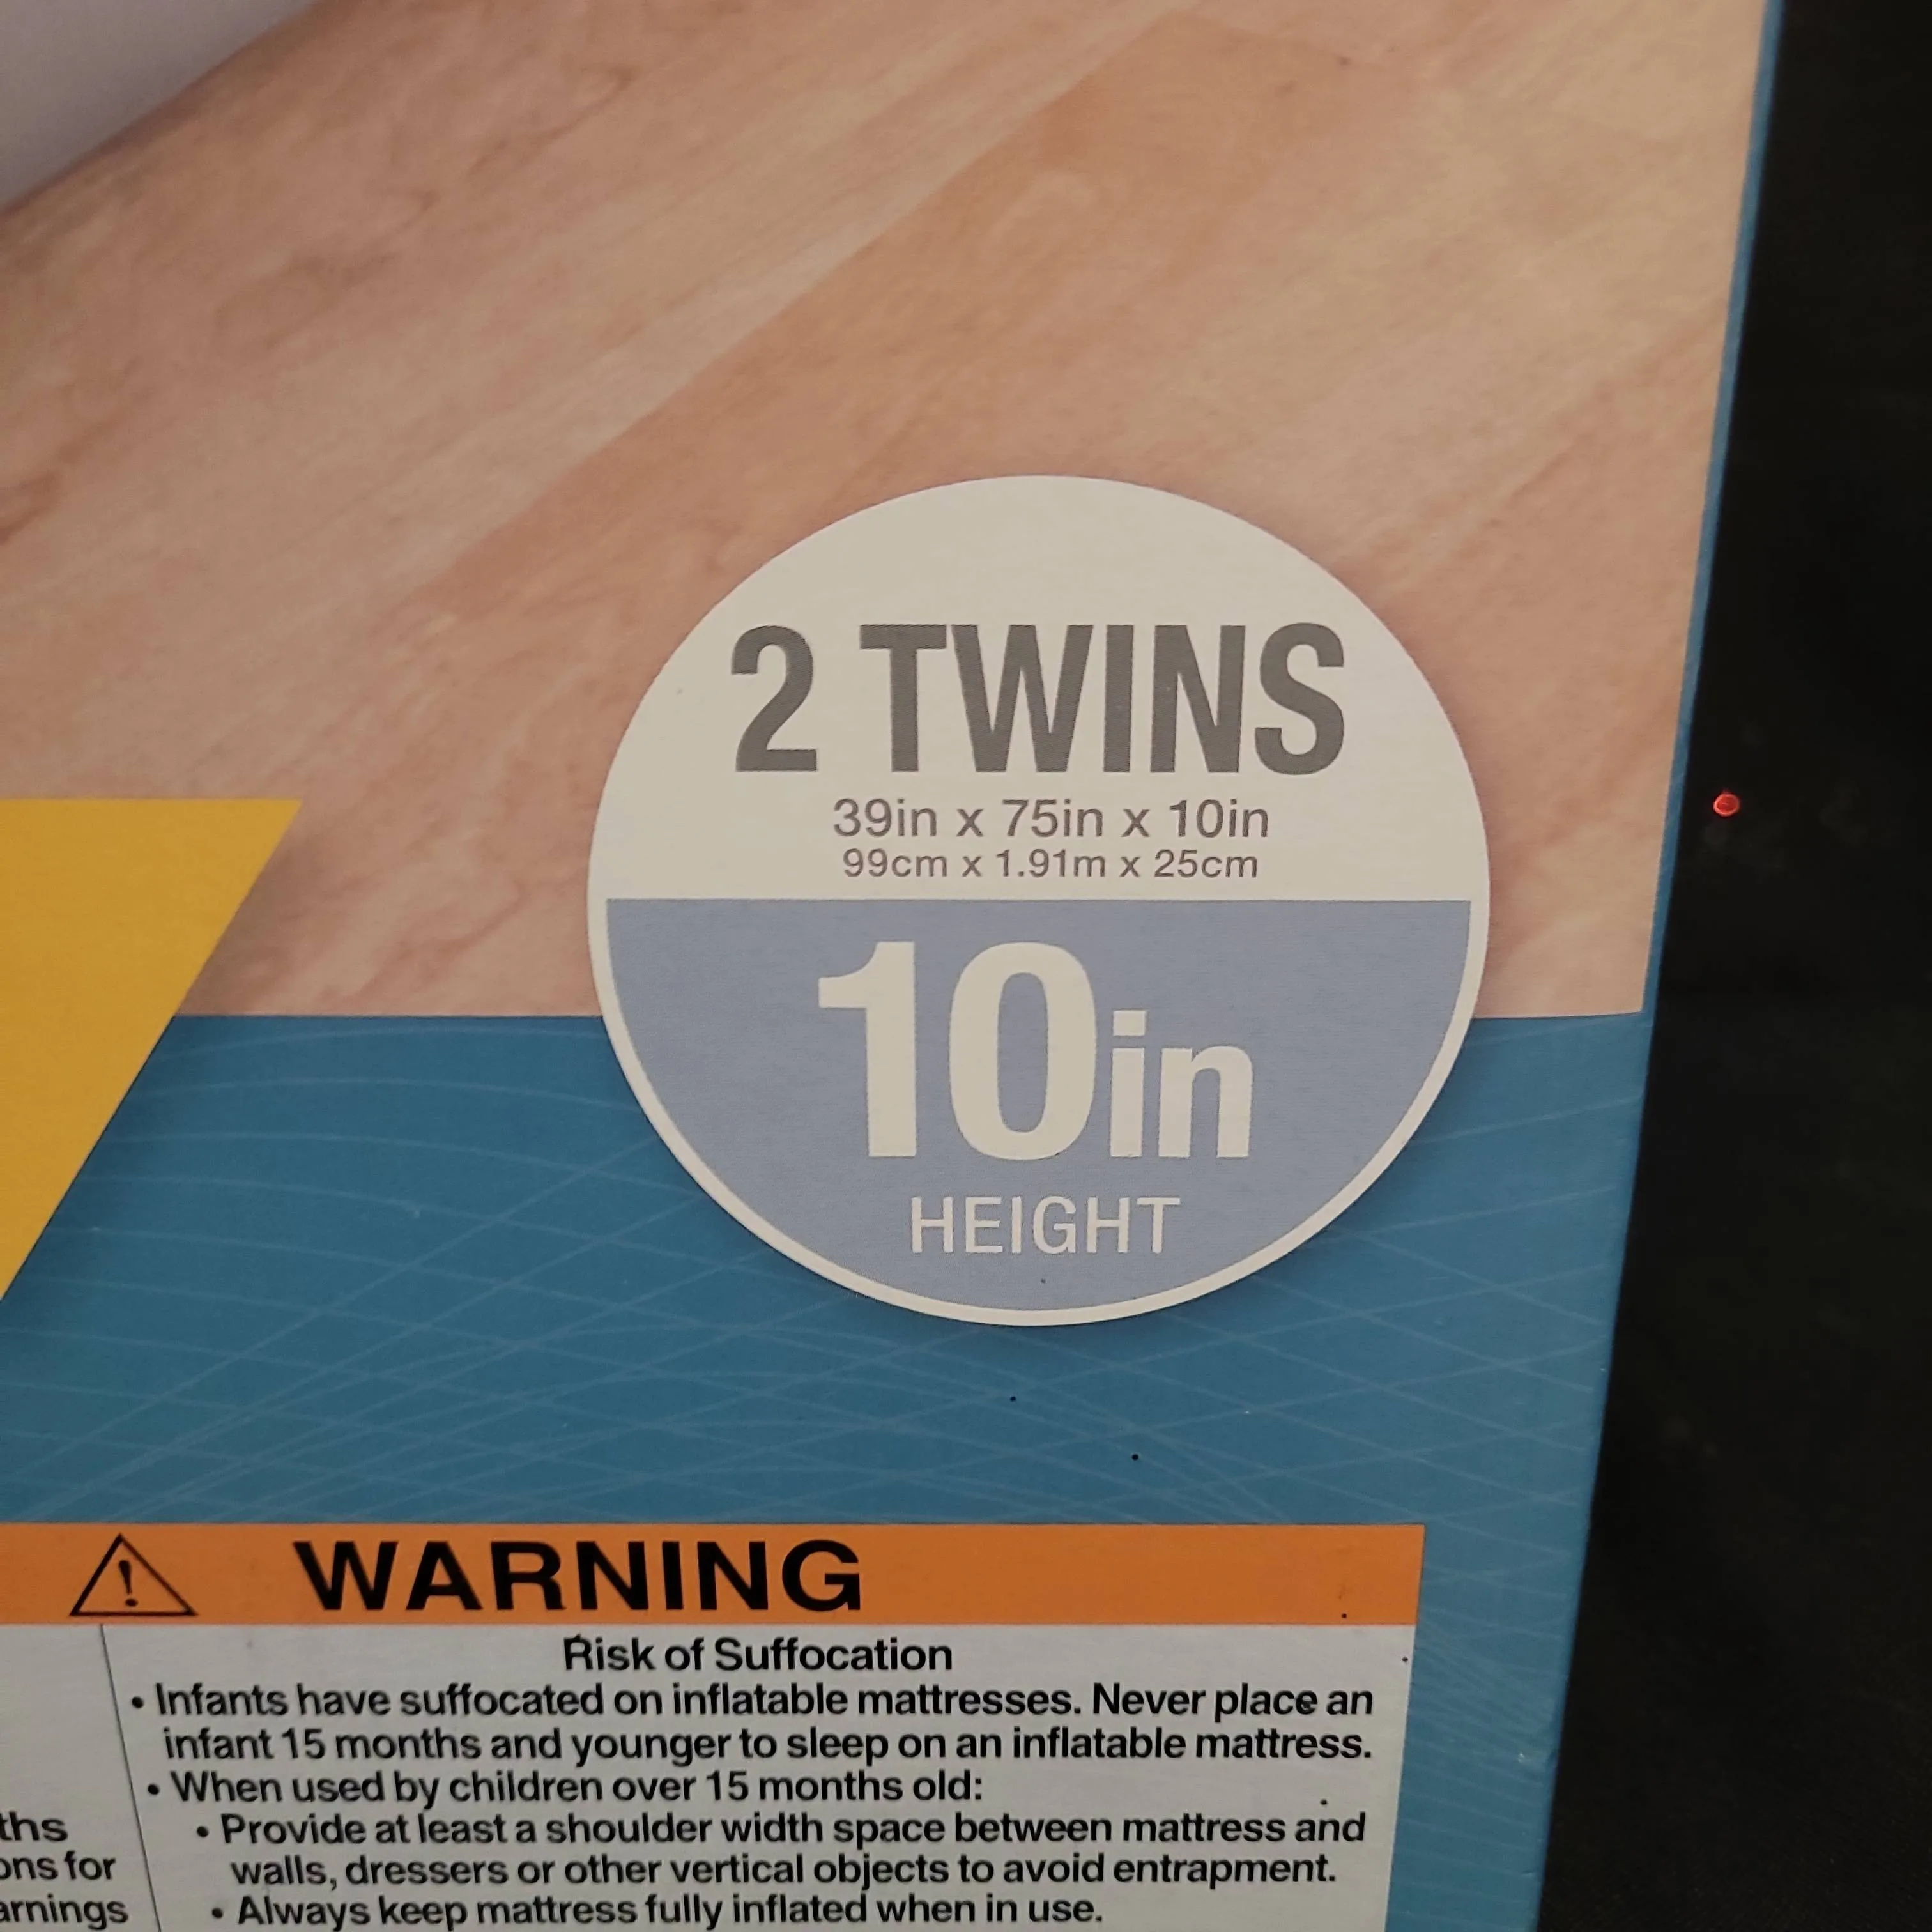 2 TWINS
39in x 75in x 10in
99cm x 1.91m x 25cm
10in
HEIGHT
WARNING
Risk of Suffocation
• Infants have suffocated on inflatable mattresses. Never place an
infant 15 months and younger to sleep on an inflatable mattress.
• When used by children over 15 months old:
• Provide at least a shoulder width space between mattress and
walls, dressers or other vertical objects to avoid entrapment.
• Always keep mattress fully inflated when in use.
for